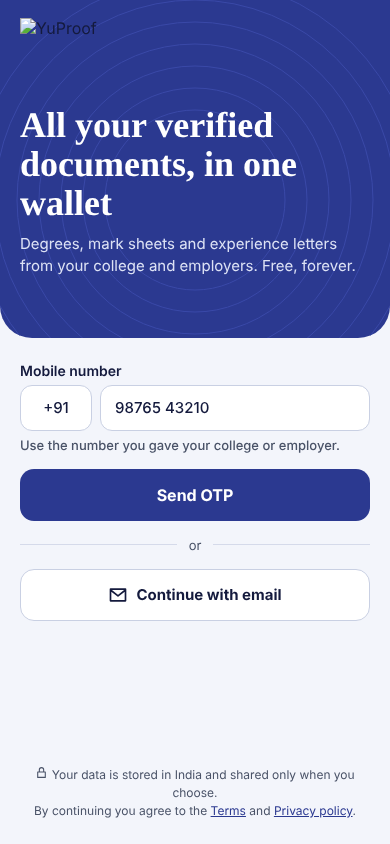 YuProof
All your verified
documents, in one
wallet
Degrees, mark sheets and experience letters
from your college and employers. Free, forever.
Mobile number
+91 98765 43210
Use the number you gave your college or employer.
Send OTP
or
Continue with email
Your data is stored in India and shared only when you
choose.
By continuing you agree to the Terms and Privacy policy.